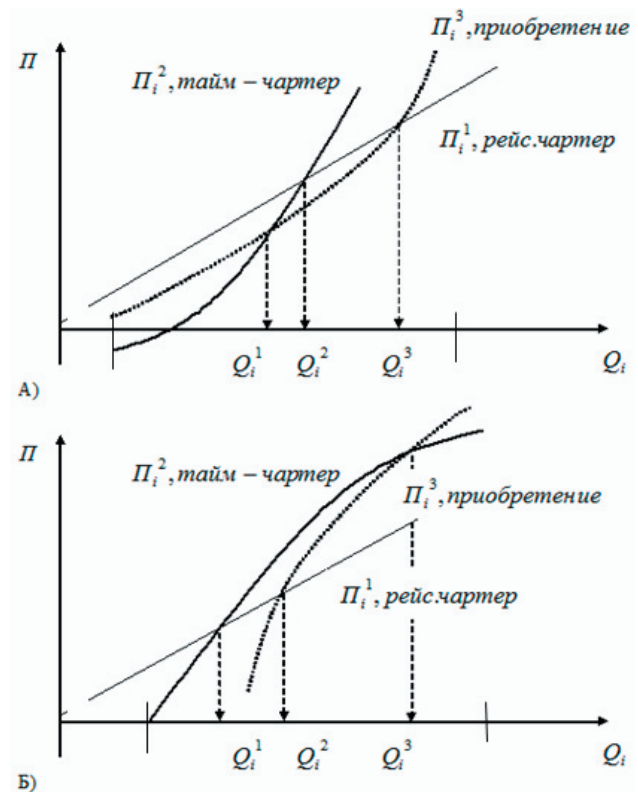 П
П_i^3, приобретение
П_i^2, тайм – чартер
П_i^1, рейс.чартер
Q_i^1 Q_i^2 Q_i^3 Q_i
А)
П
П_i^2, тайм – чартер
П_i^3, приобретение
П_i^1, рейс.чартер
Q_i^1 Q_i^2 Q_i^3 Q_i
Б)